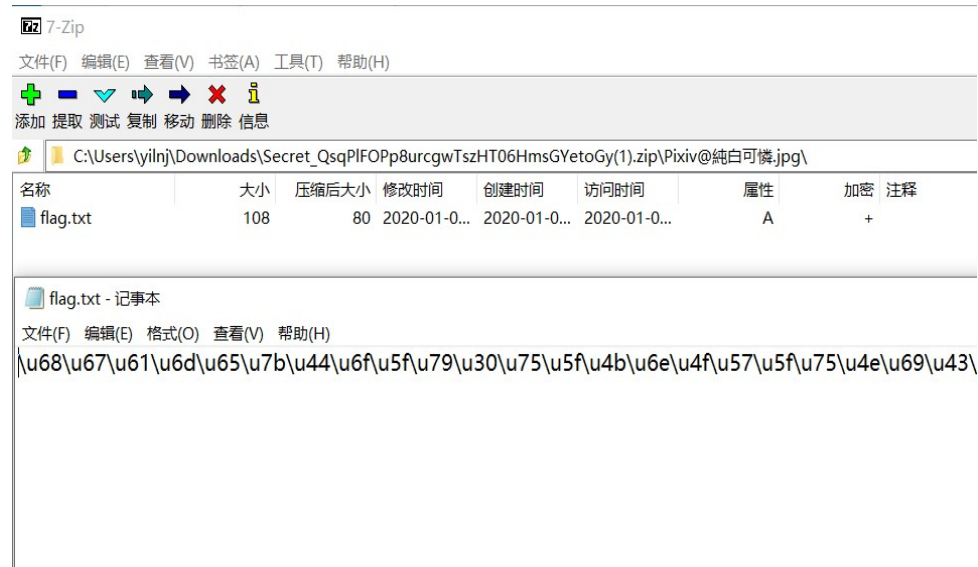 7z 7-Zip
文件(F) 编辑(E) 查看(V) 书签(A) 工具(T) 帮助(H)
添加 提取 测试 复制 移动 删除 信息
C:\Users\yilnj\Downloads\Secret_QsqPlFOPp8urcgwTszHT06HmsGYetoGy(1).zip\Pixiv@純白可憐.jpg\
名称 大小 压缩后大小 修改时间 创建时间 访问时间 属性 加密 注释
flag.txt 108 80 2020-01-0... 2020-01-0... 2020-01-0... A +
flag.txt - 记事本
文件(F) 编辑(E) 格式(O) 查看(V) 帮助(H)
\u68\u67\u61\u6d\u65\u7b\u44\u6f\u5f\u79\u30\u75\u5f\u4b\u6e\u4f\u57\u5f\u75\u4e\u69\u43\